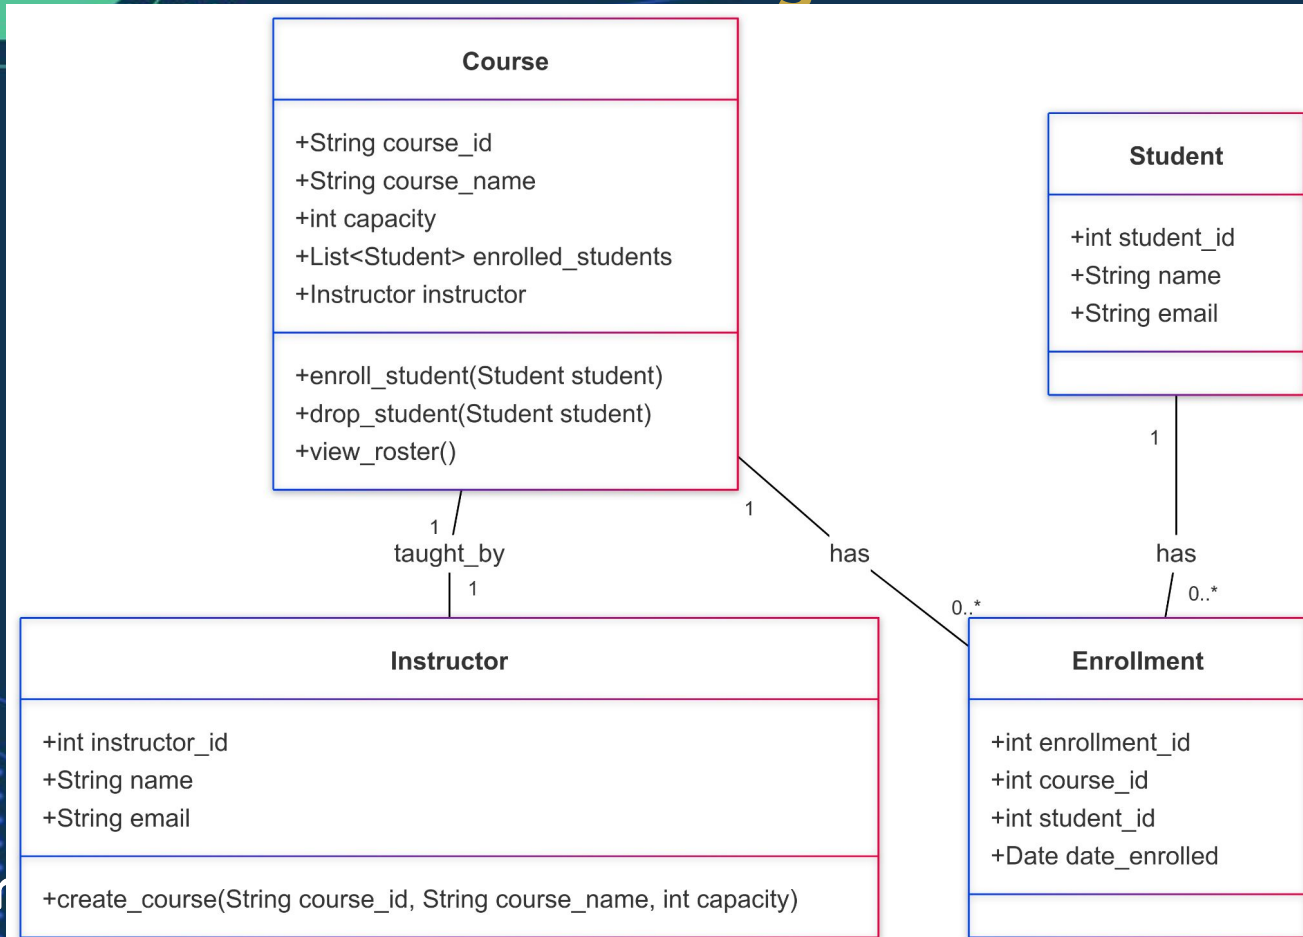 Course
+String course_id
+String course_name
+int capacity
+List<Student> enrolled_students
+Instructor instructor
+enroll_student(Student student)
+drop_student(Student student)
+view_roster()
Student
+int student_id
+String name
+String email
1
taught_by
1
1
has
0..*
1
has
0..*
Instructor
+int instructor_id
+String name
+String email
+create_course(String course_id, String course_name, int capacity)
Enrollment
+int enrollment_id
+int course_id
+int student_id
+Date date_enrolled